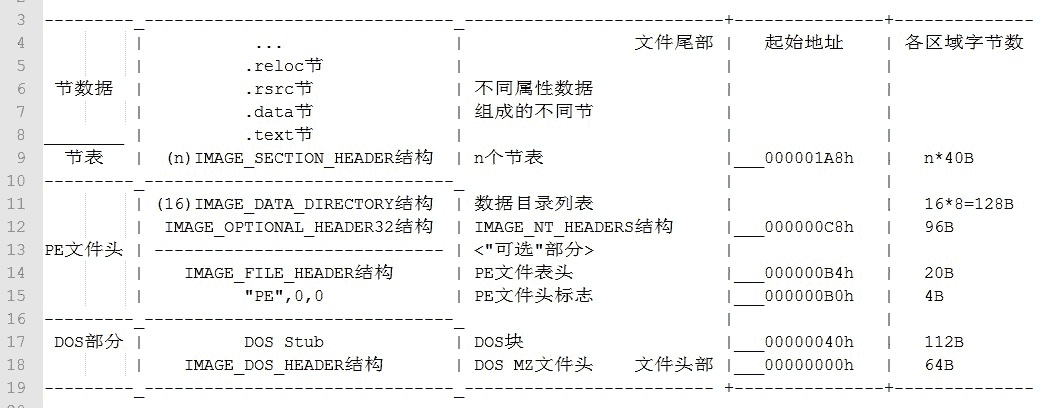 3 ---------_--------------------------------_--------------------------+---------------+--------------
4 | ... | 文件尾部 | 起始地址 | 各区域字节数
5 | .reloc节 | | |
6 节数据 | .rsrc节 | 不同属性数据 | |
7 | .data节 | 组成的不同节 | |
8 ________ | .text节 | | |
9 节表 | (n)IMAGE_SECTION_HEADER结构 | n个节表 |___000001A8h | n*40B
10 ---------_--------------------------------_ | |
11 | (16)IMAGE_DATA_DIRECTORY结构 | 数据目录列表 | | 16*8=128B
12 | IMAGE_OPTIONAL_HEADER32结构 | IMAGE_NT_HEADERS结构 |___000000C8h | 96B
13 PE文件头 | ----------------------------- | <"可选"部分> | |
14 | IMAGE_FILE_HEADER结构 | PE文件表头 |___000000B4h | 20B
15 | "PE",0,0 | PE文件头标志 |___000000B0h | 4B
16 ---------_--------------------------------_ | |
17 DOS部分 | DOS Stub | DOS块 |___00000040h | 112B
18 | IMAGE_DOS_HEADER结构 | DOS MZ文件头 文件头部 |___00000000h | 64B
19 ---------_--------------------------------_-------------------------- +---------------+--------------